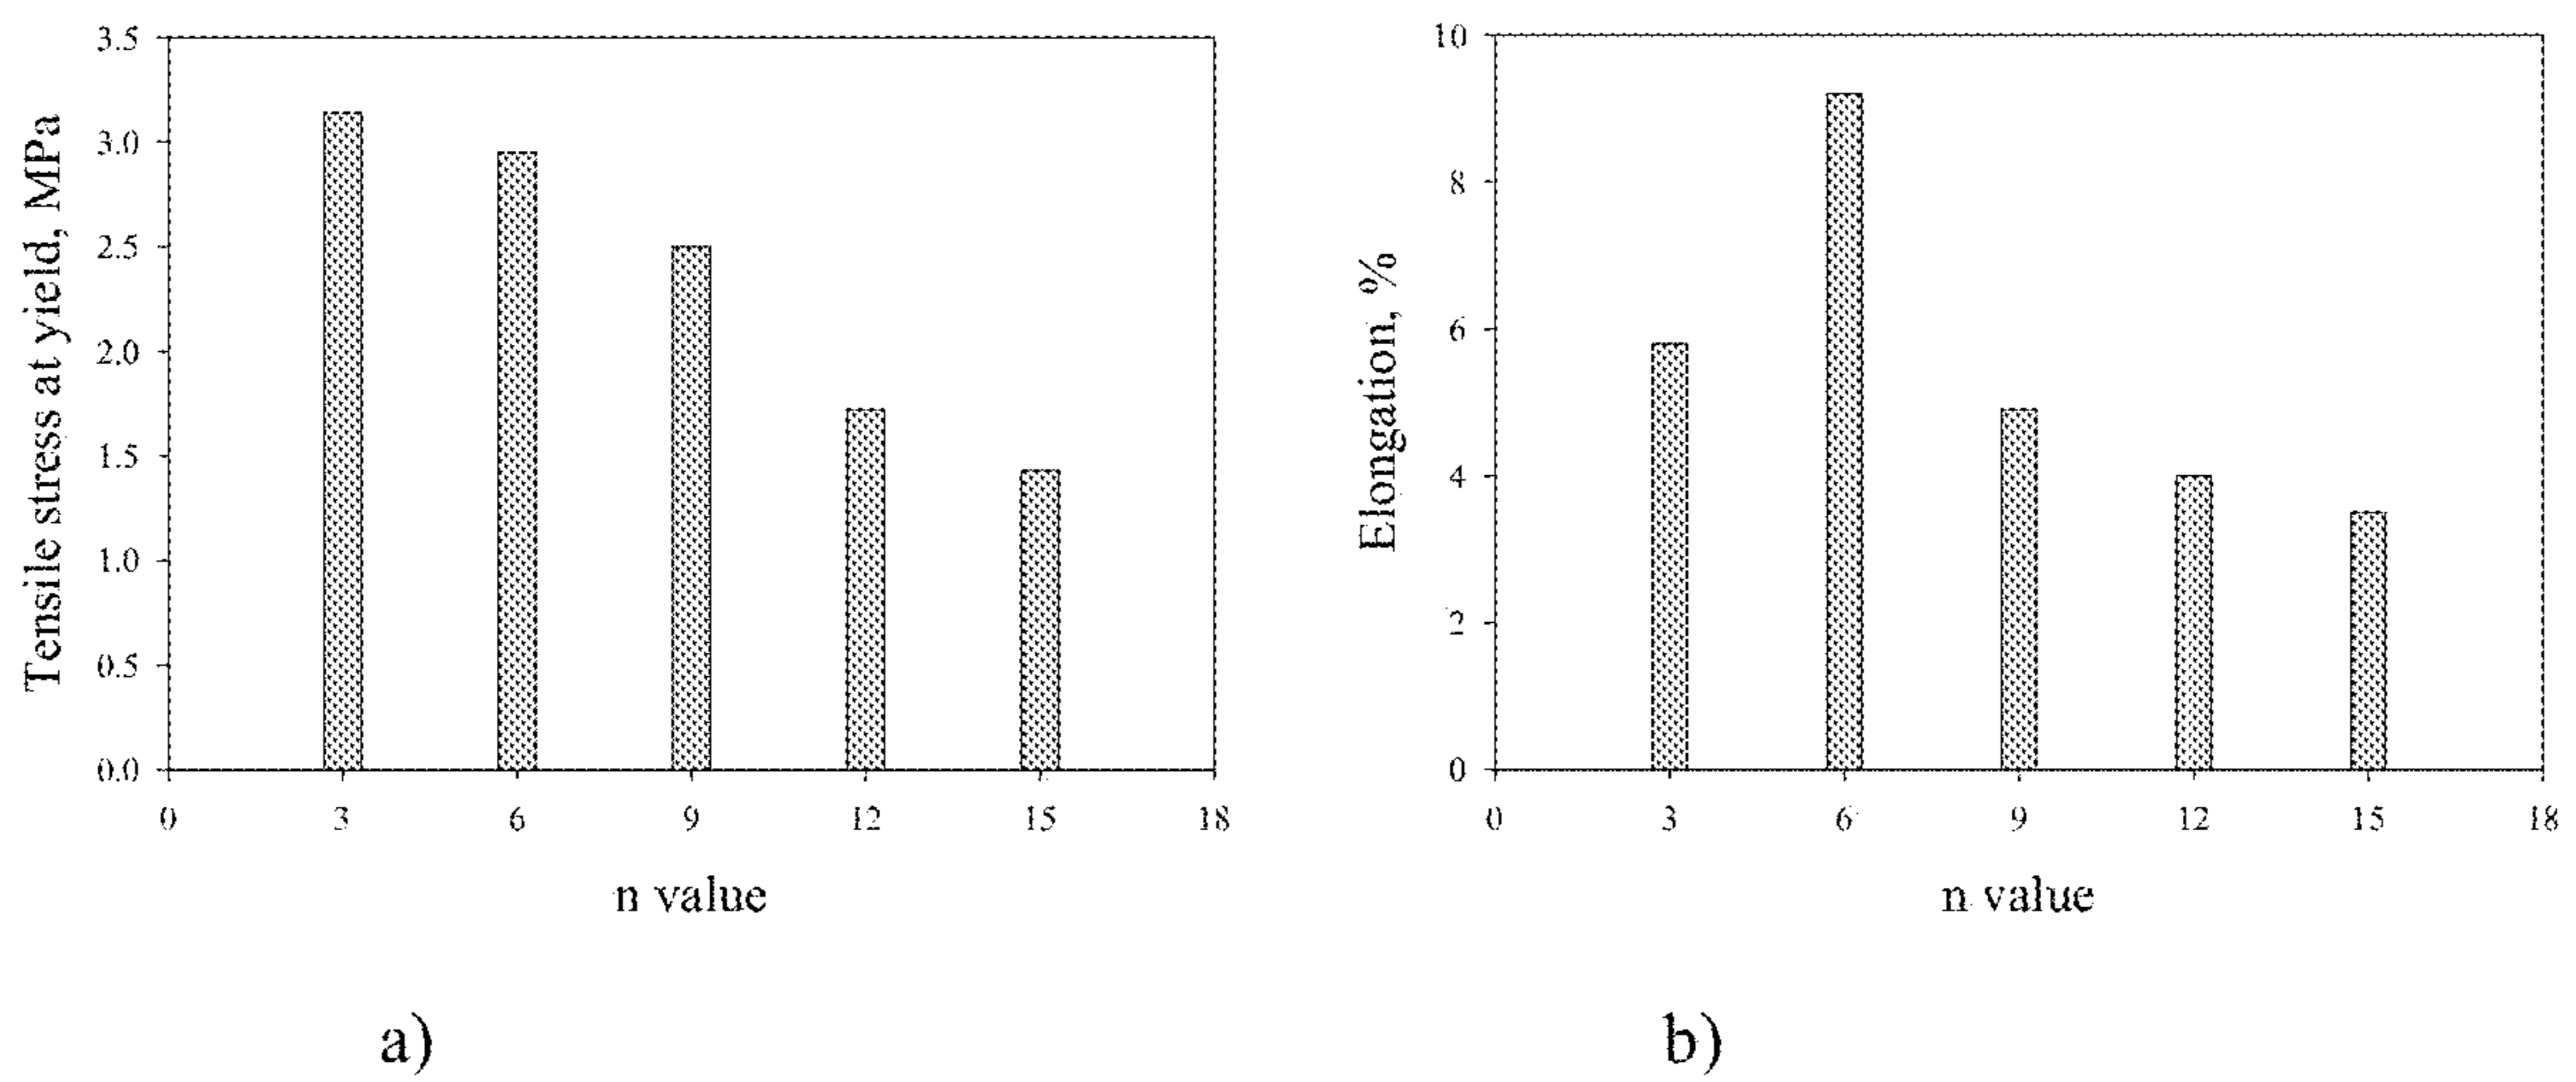 Tensile stress at yield, MPa
3.5
3.0
2.5
2.0
1.5
1.0
0.5
0.0
0 3 6 9 12 15 18
n value
a)
Elongation, %
10
8
6
4
2
0
0 3 6 9 12 15 18
n value
b)